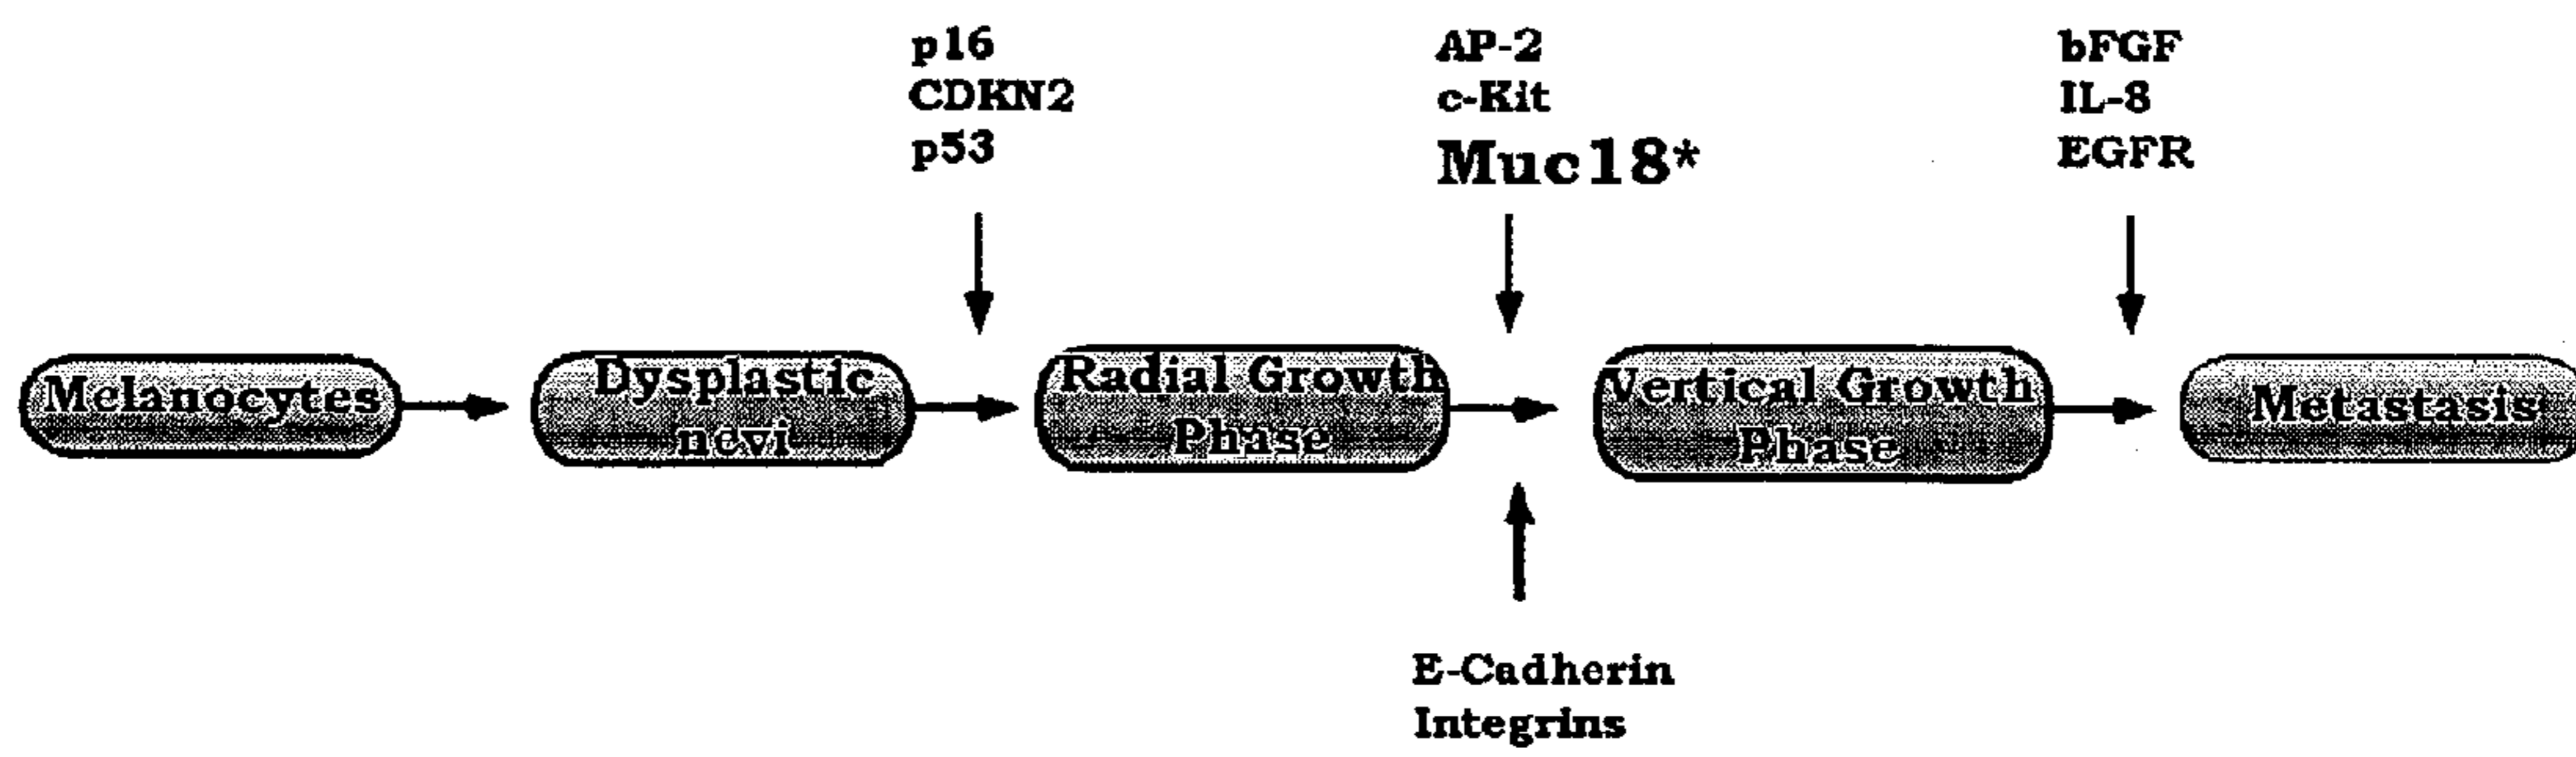 p16
CDKN2
p53
AP-2
c-Kit
Muc18*
bFGF
IL-8
EGFR
Melanocytes
Dysplastic
nevi
Radial Growth
Phase
Vertical Growth
Phase
Metastasis
E-Cadherin
Integrins